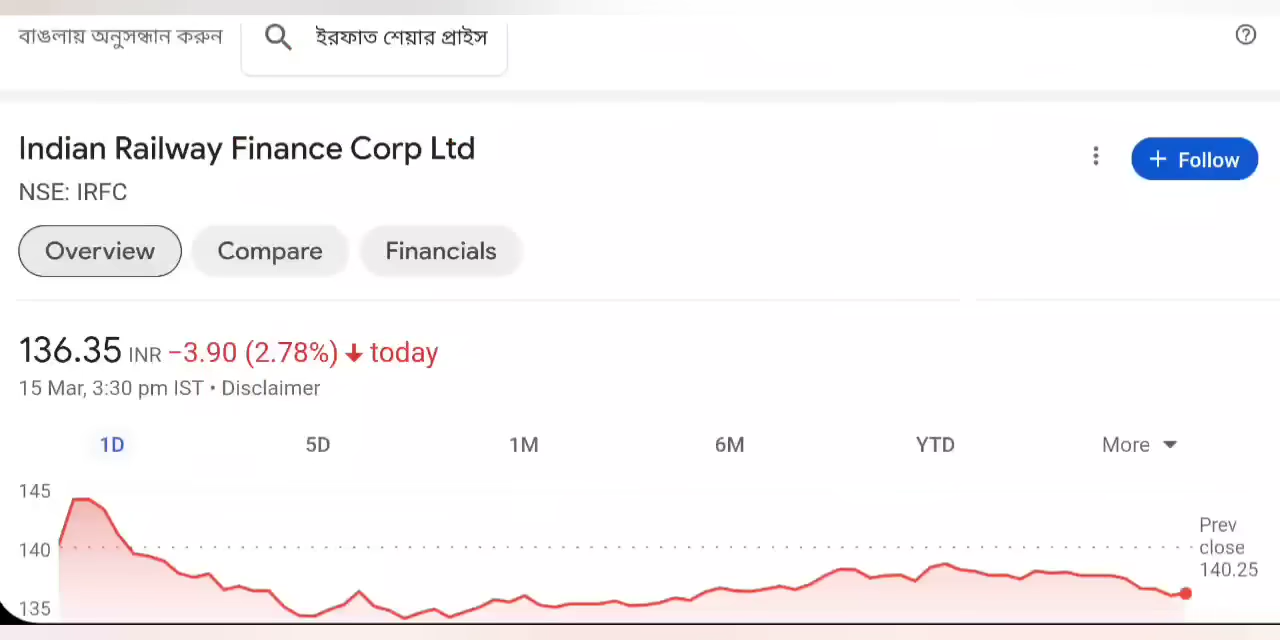 বাঙলায় অনুসন্ধান করুন
ইরফাত শেয়ার প্রাইস
Indian Railway Finance Corp Ltd
+ Follow
NSE: IRFC
Overview Compare Financials
136.35 INR −3.90 (2.78%) ↓ today
15 Mar, 3:30 pm IST • Disclaimer
1D 5D 1M 6M YTD More
145
140
135
Prev
close
140.25